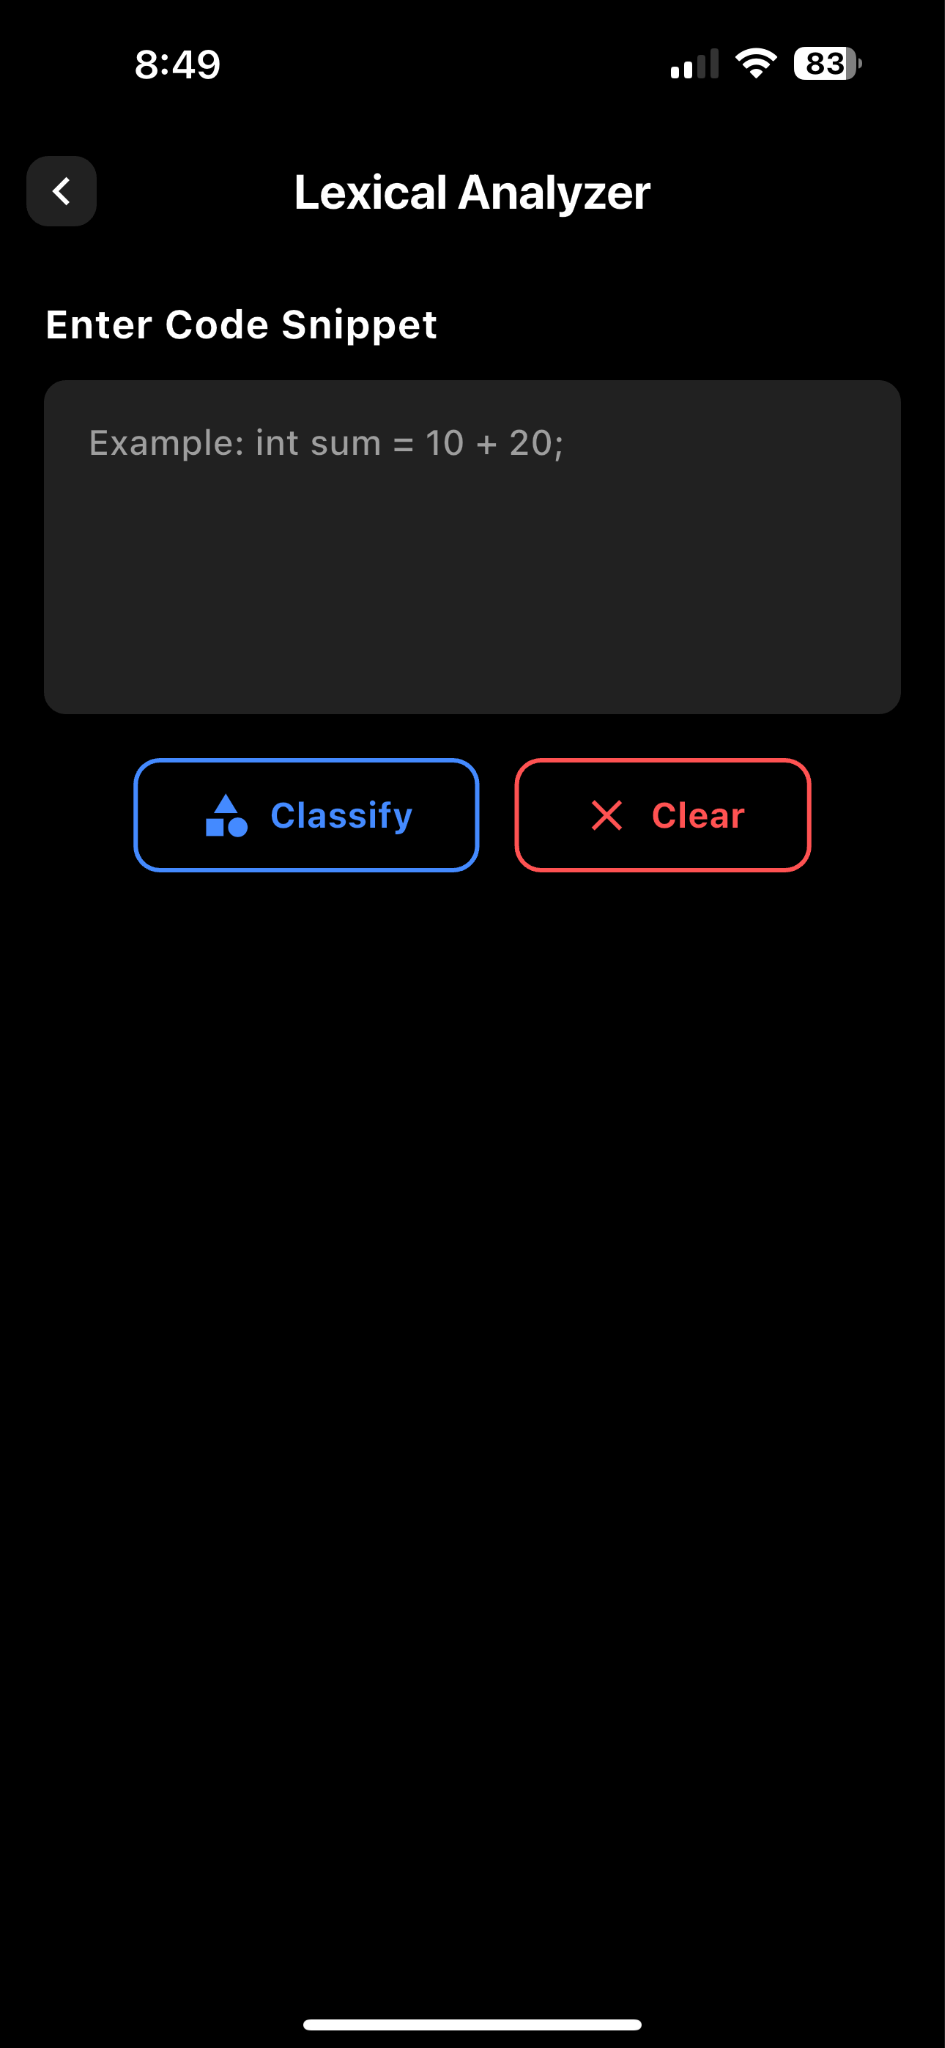 8:49
83
Lexical Analyzer
Enter Code Snippet
Example: int sum = 10 + 20;
Classify
Clear